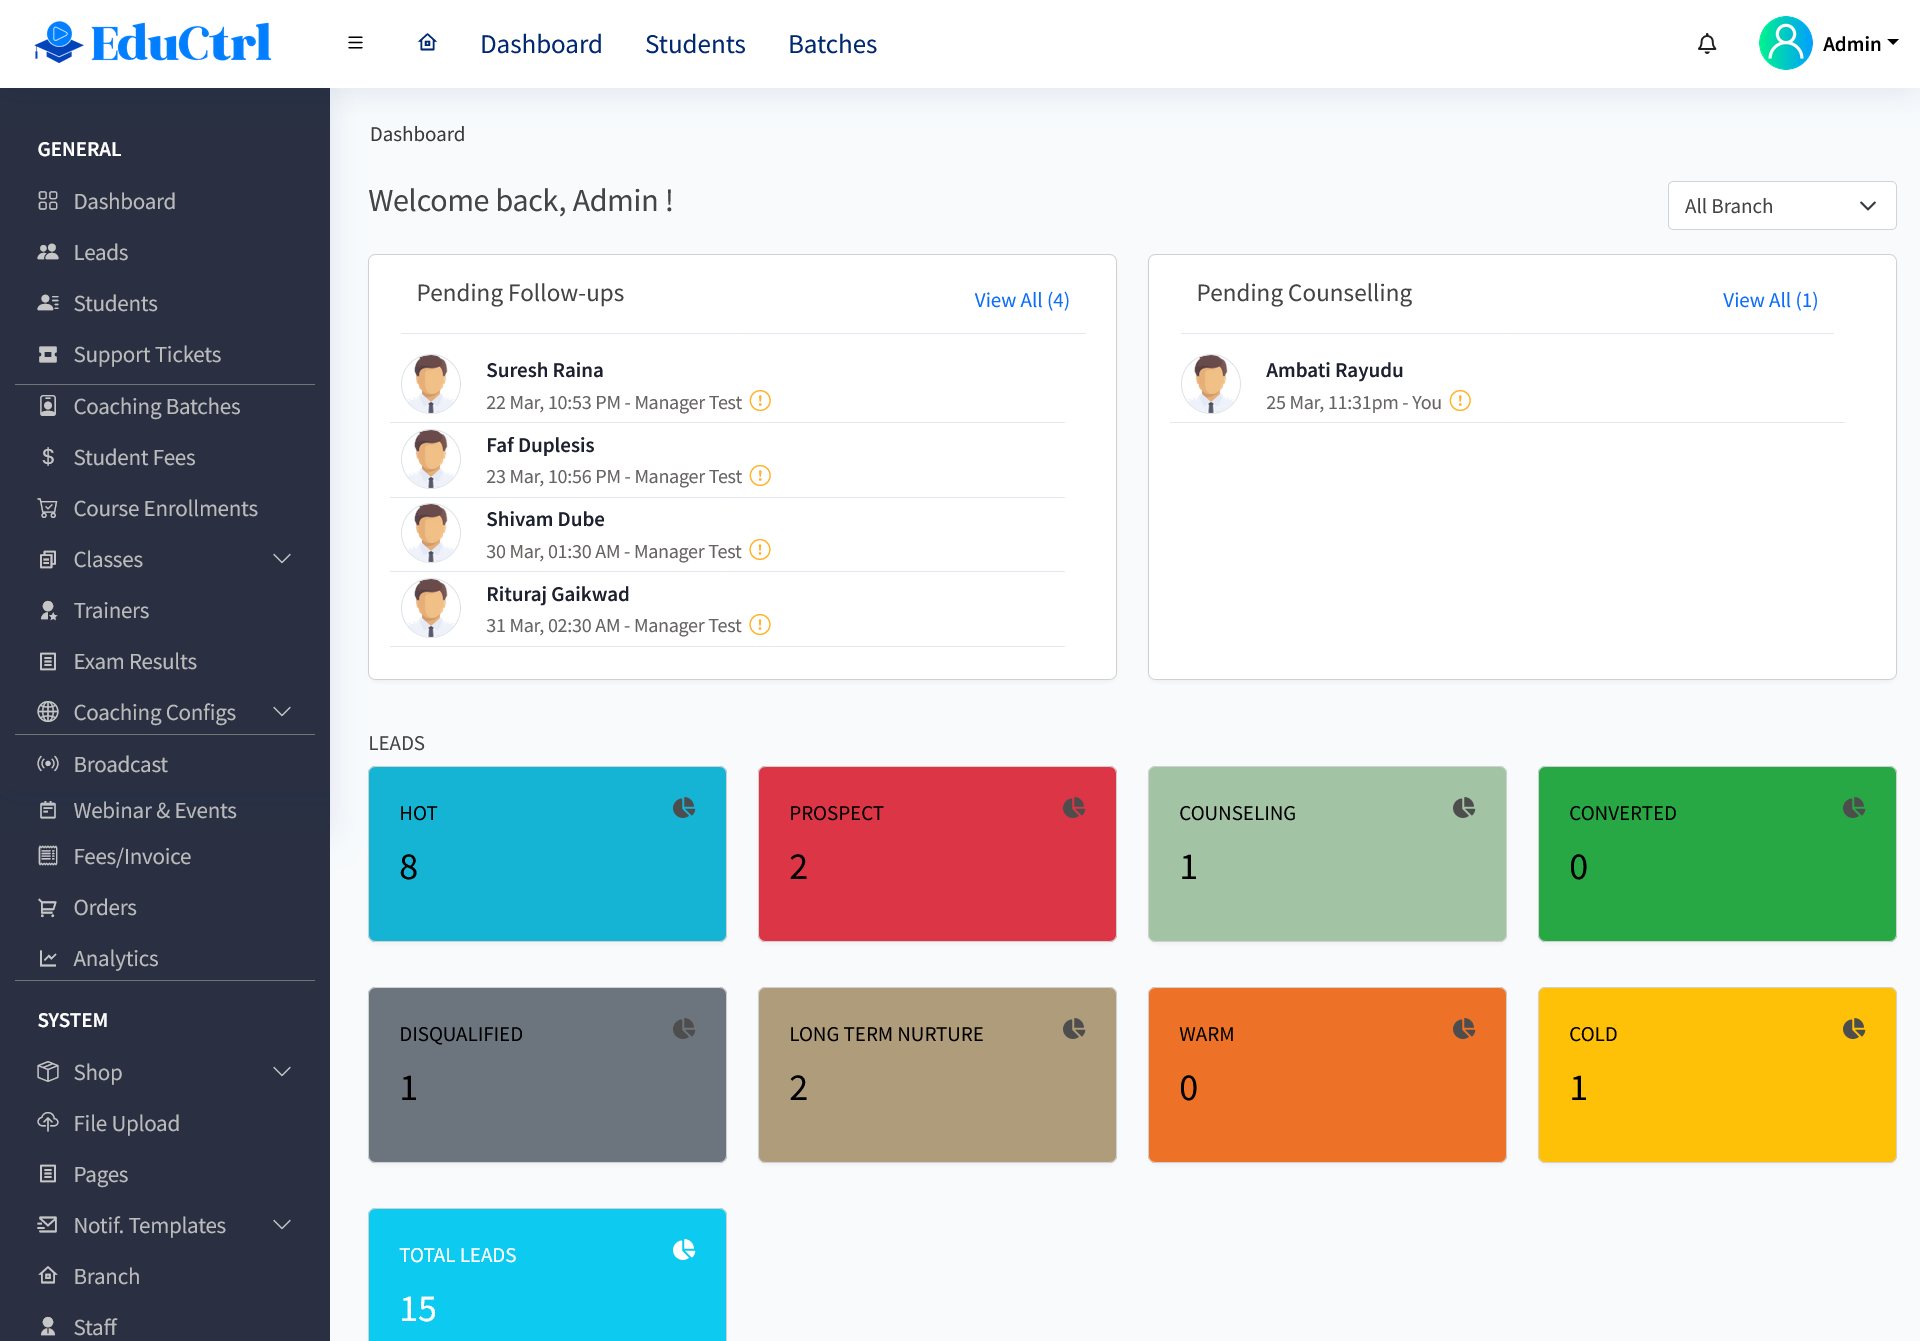 EduCtrl
Dashboard Students Batches
Admin
GENERAL
Dashboard
Leads
Students
Support Tickets
Coaching Batches
Student Fees
Course Enrollments
Classes
Trainers
Exam Results
Coaching Configs
Broadcast
Webinar & Events
Fees/Invoice
Orders
Analytics
SYSTEM
Shop
File Upload
Pages
Notif. Templates
Branch
Staff
Dashboard
Welcome back, Admin !
All Branch
Pending Follow-ups
View All (4)
Suresh Raina
22 Mar, 10:53 PM - Manager Test
Faf Duplesis
23 Mar, 10:56 PM - Manager Test
Shivam Dube
30 Mar, 01:30 AM - Manager Test
Rituraj Gaikwad
31 Mar, 02:30 AM - Manager Test
Pending Counselling
View All (1)
Ambati Rayudu
25 Mar, 11:31pm - You
LEADS
HOT
8
PROSPECT
2
COUNSELING
1
CONVERTED
0
DISQUALIFIED
1
LONG TERM NURTURE
2
WARM
0
COLD
1
TOTAL LEADS
15